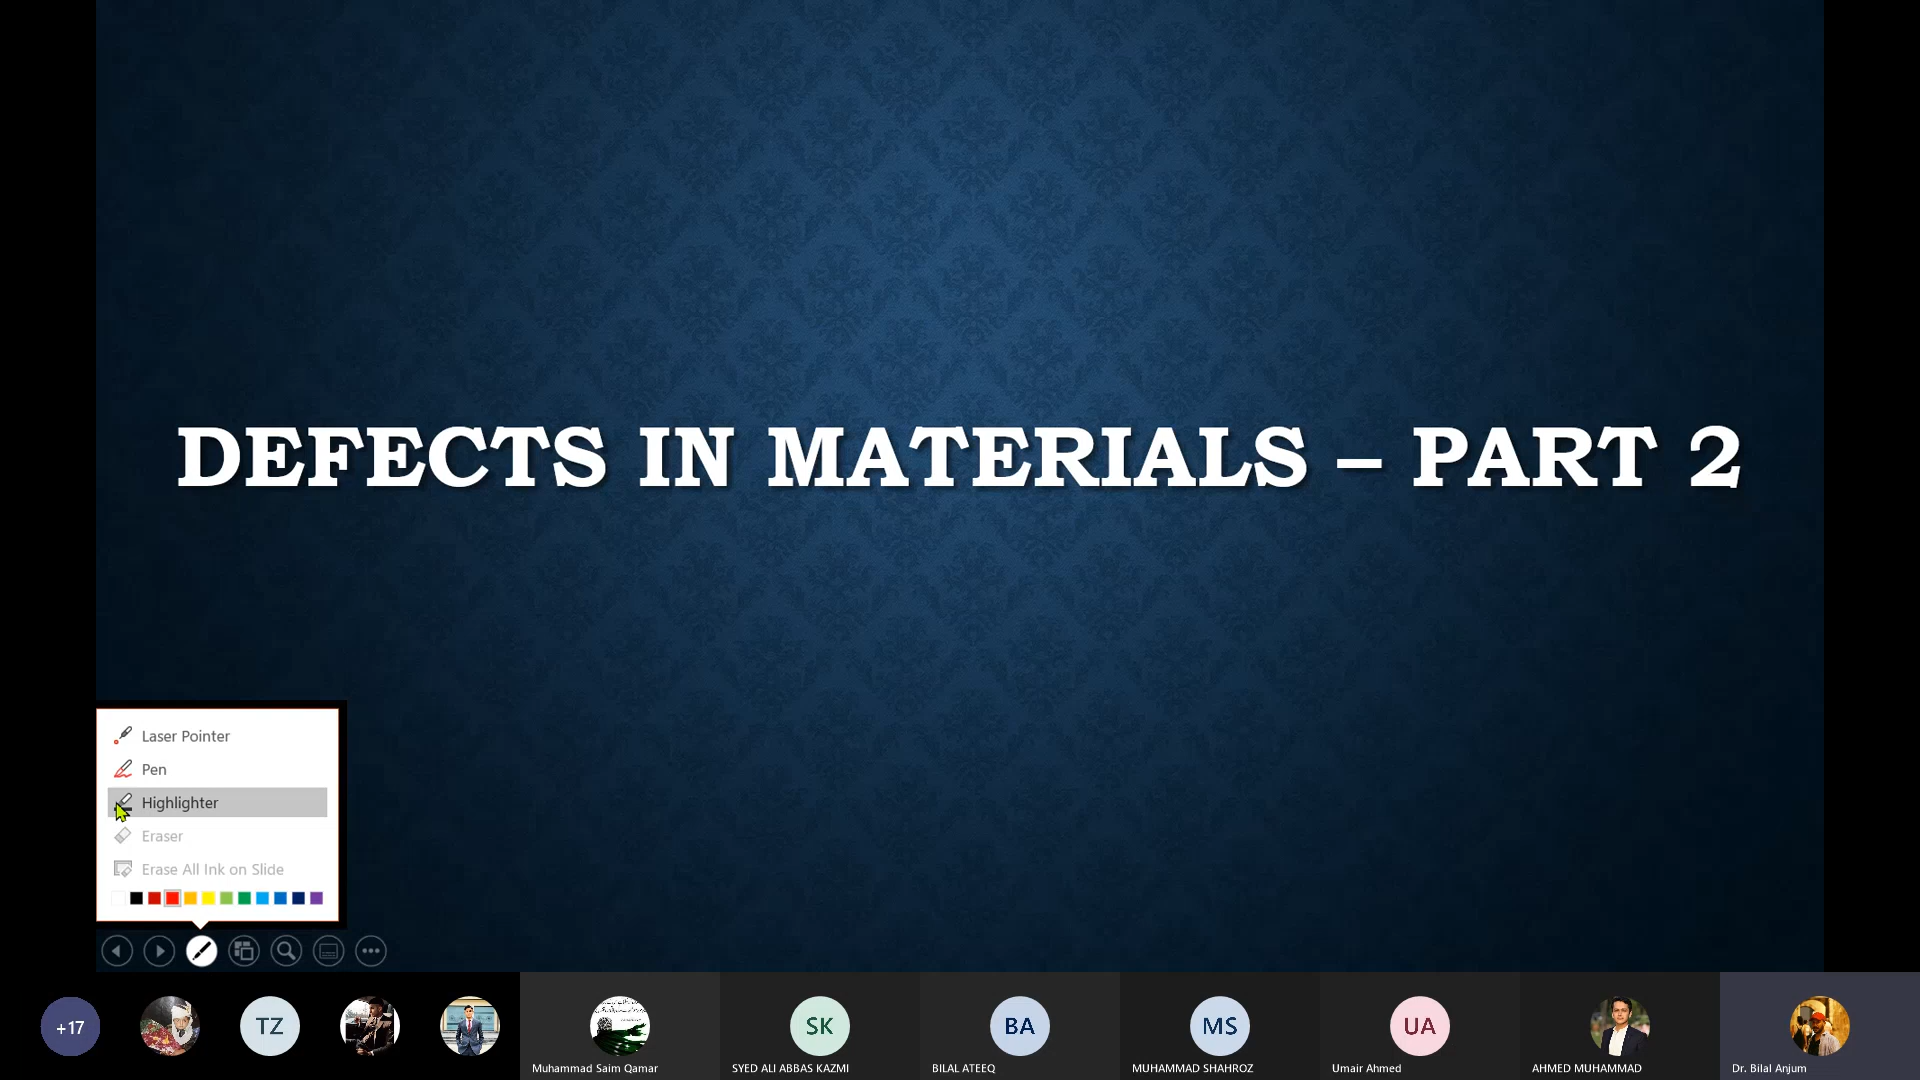 DEFECTS IN MATERIALS – PART 2
Laser Pointer
Pen
Highlighter
Eraser
Erase All Ink on Slide
+17
TZ
SK
BA
MS
UA
Muhammad Saim Qamar
SYED ALI ABBAS KAZMI
BILAL ATEEQ
MUHAMMAD SHAHROZ
Umair Ahmed
AHMED MUHAMMAD
Dr. Bilal Anjum